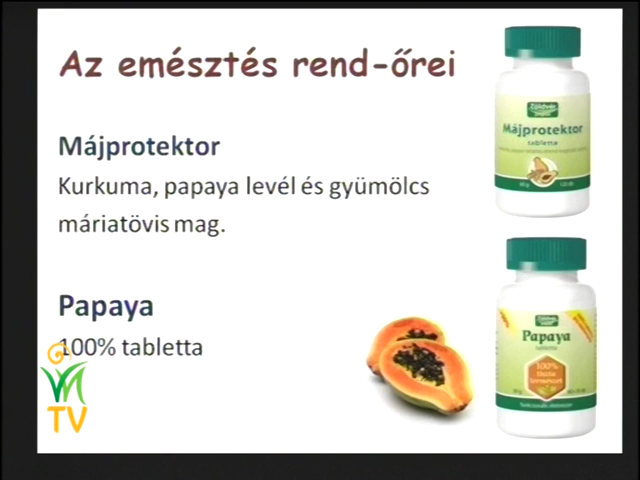 Az emésztés rend-őrei
Májprotektor
Kurkuma, papaya levél és gyümölcs
máriatövis mag.
Papaya
100% tabletta
TV
Májprotektor
tabletta
Papaya
tabletta
100%